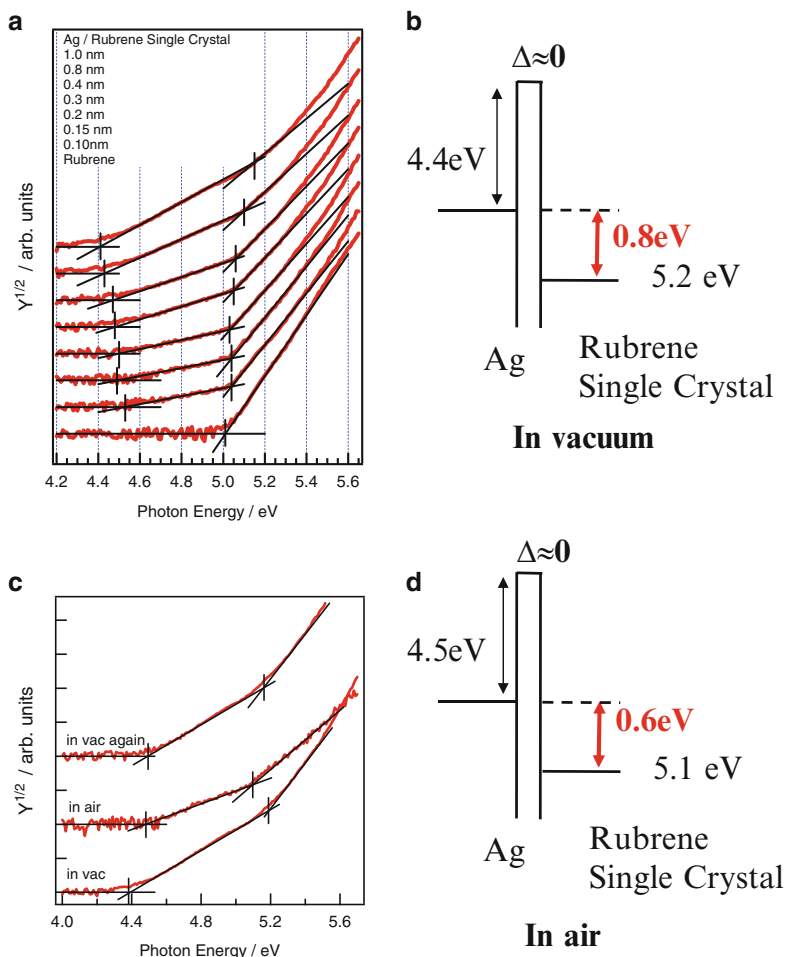 a
Ag / Rubrene Single Crystal
1.0 nm
0.8 nm
0.4 nm
0.3 nm
0.2 nm
0.15 nm
0.10nm
Rubrene
Y1/2 / arb. units
4.2 4.4 4.6 4.8 5.0 5.2 5.4 5.6
Photon Energy / eV
b
Δ≈0
4.4eV
0.8eV
5.2 eV
Ag
Rubrene
Single Crystal
In vacuum
c
in vac again
in air
in vac
Y1/2 / arb. units
4.0 4.4 4.8 5.2 5.6
Photon Energy / eV
d
Δ≈0
4.5eV
0.6eV
5.1 eV
Ag
Rubrene
Single Crystal
In air